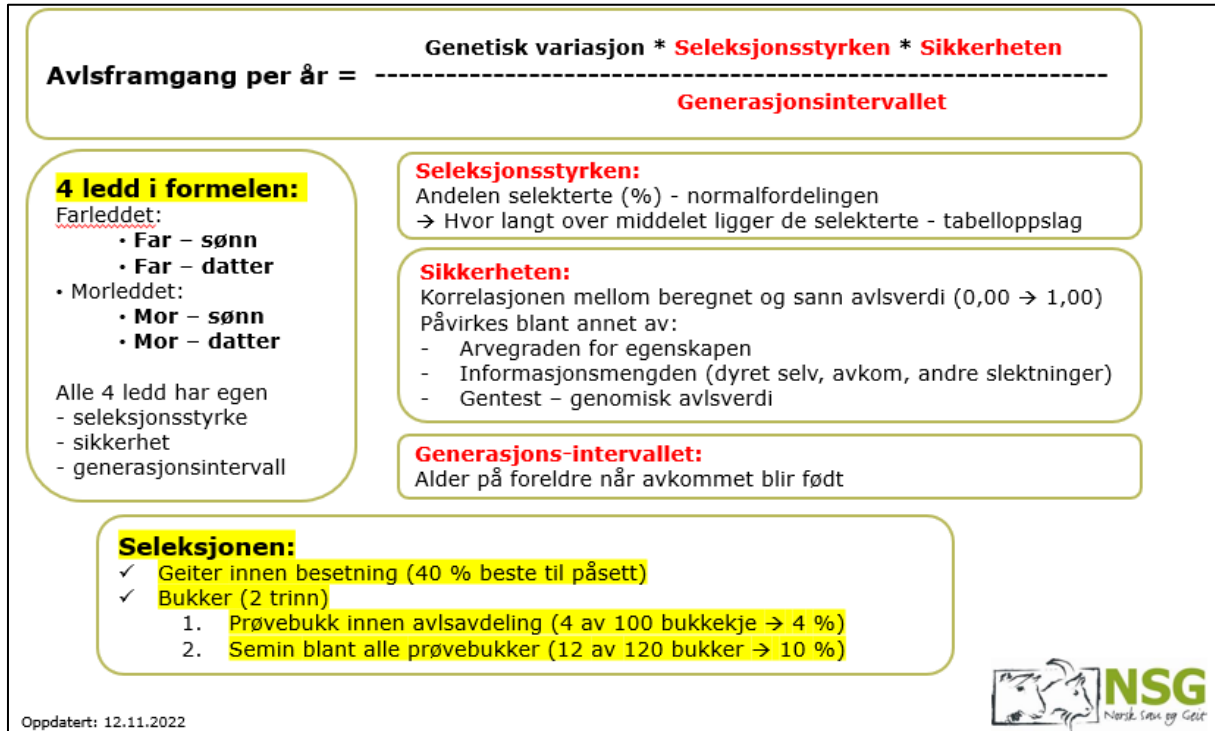 Genetisk variasjon * Seleksjonsstyrken * Sikkerheten
Avlsframgang per år = --------------------------------------------------------------
Generasjonsintervallet
4 ledd i formelen:
Farleddet:
• Far – sønn
• Far – datter
• Morleddet:
• Mor – sønn
• Mor – datter
Alle 4 ledd har egen
- seleksjonsstyrke
- sikkerhet
- generasjonsintervall
Seleksjonsstyrken:
Andelen selekterte (%) - normalfordelingen
→ Hvor langt over middelet ligger de selekterte - tabelloppslag
Sikkerheten:
Korrelasjonen mellom beregnet og sann avlsverdi (0,00 → 1,00)
Påvirkes blant annet av:
- Arvegraden for egenskapen
- Informasjonsmengden (dyret selv, avkom, andre slektninger)
- Gentest – genomisk avlsverdi
Generasjons-intervallet:
Alder på foreldre når avkommet blir født
Seleksjonen:
✓ Geiter innen besetning (40 % beste til påsett)
✓ Bukker (2 trinn)
1. Prøvebukk innen avlsavdeling (4 av 100 bukkekje → 4 %)
2. Semin blant alle prøvebukker (12 av 120 bukker → 10 %)
NSG
Norsk Sau og Geit
Oppdatert: 12.11.2022